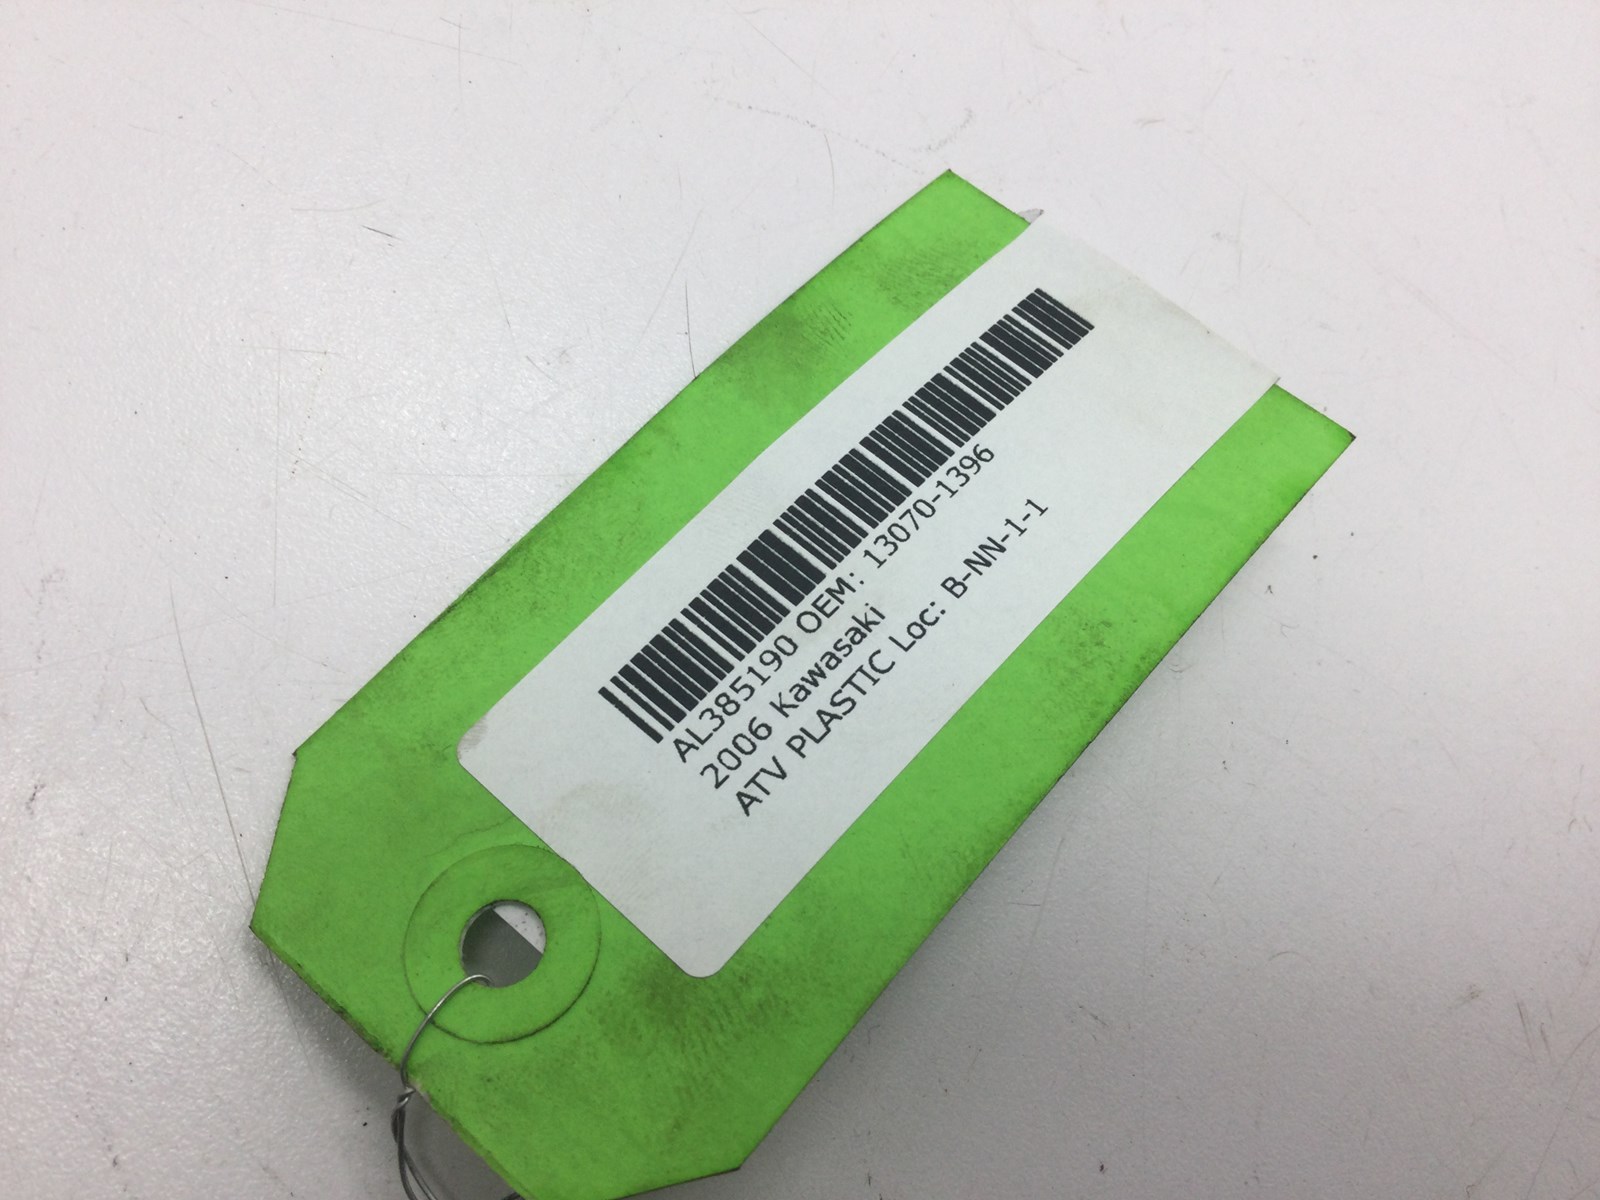 AL385190 OEM: 13070-1396
2006 Kawasaki
ATV PLASTIC Loc: B-NN-1-1